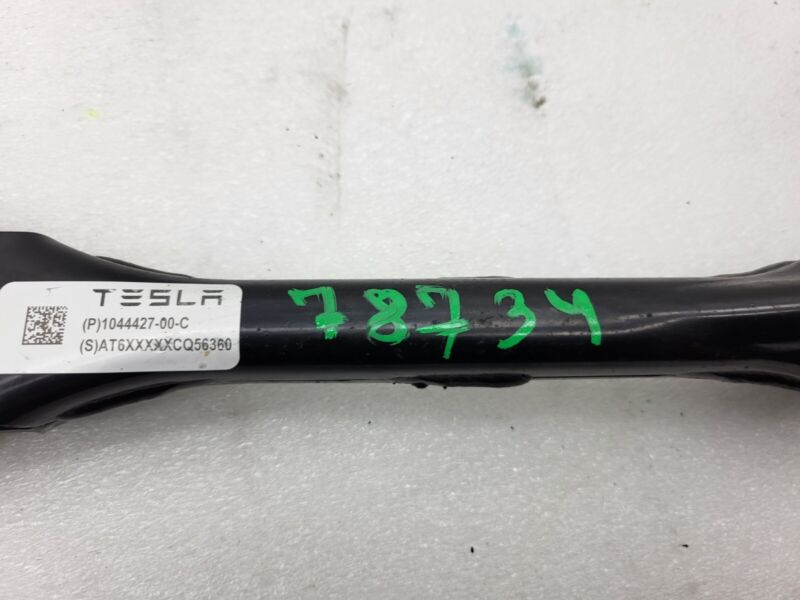 TESLA
(P)1044427-00-C
(S)AT6XXXXXCQ56360
78734